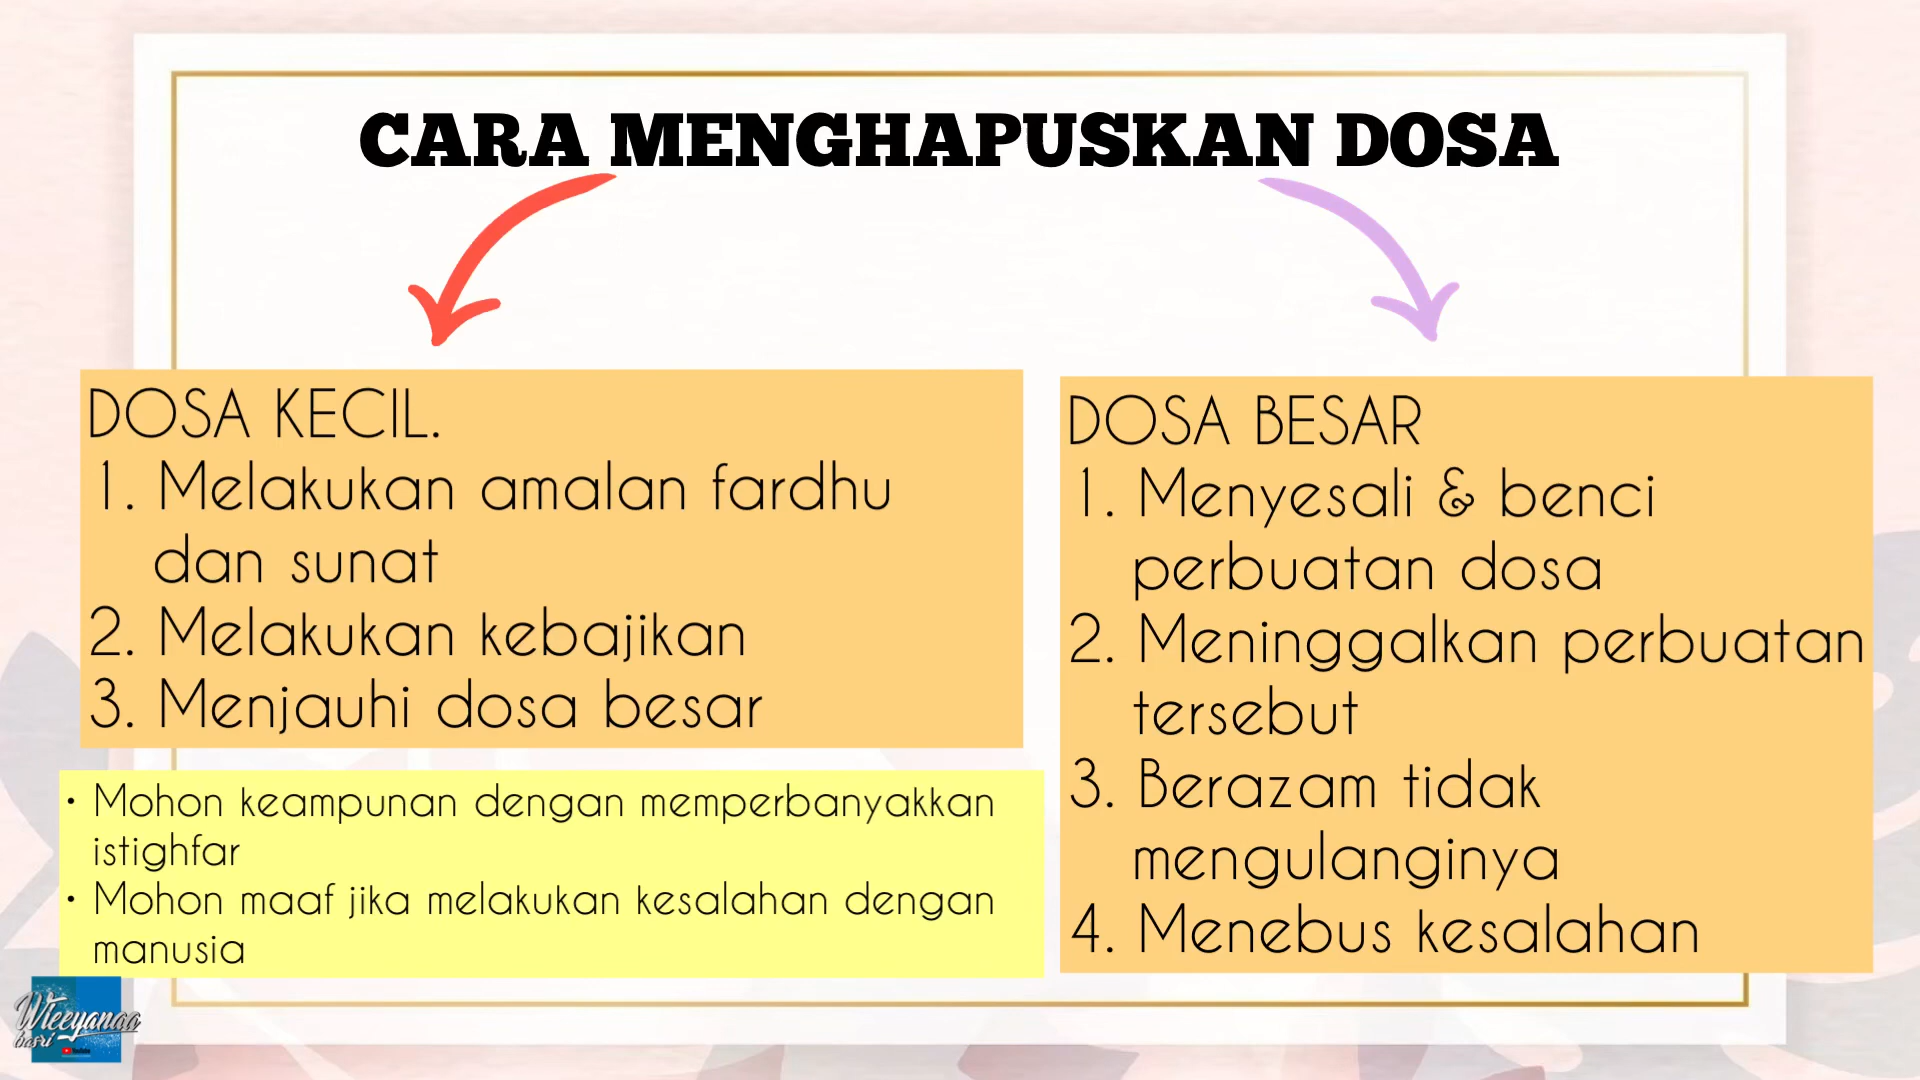 CARA MENGHAPUSKAN DOSA
DOSA KECIL.
1. Melakukan amalan fardhu
dan sunat
2. Melakukan kebajikan
3. Menjauhi dosa besar
• Mohon keampunan dengan memperbanyakkan
istighfar
• Mohon maaf jika melakukan kesalahan dengan
manusia
DOSA BESAR
1. Menyesali & benci
perbuatan dosa
2. Meninggalkan perbuatan
tersebut
3. Berazam tidak
mengulanginya
4. Menebus kesalahan
Wieeyanaa
basri